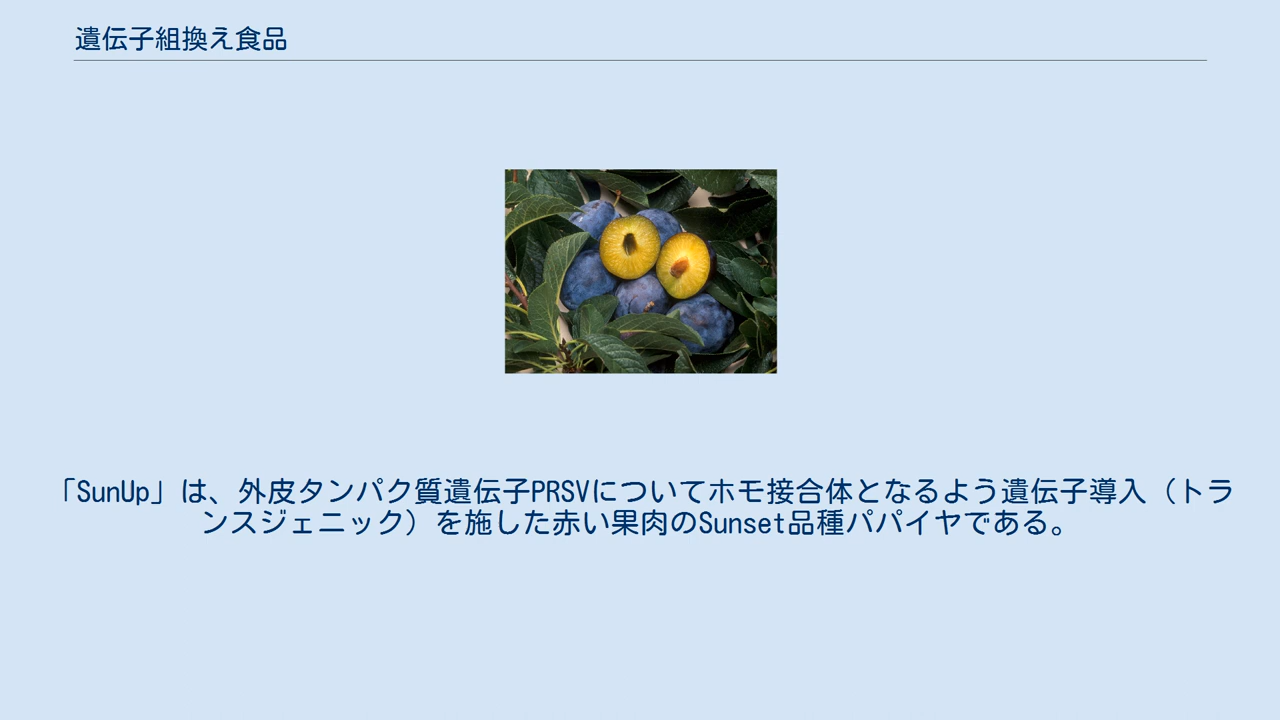 遺伝子組換え食品
「SunUp」は、外皮タンパク質遺伝子PRSVについてホモ接合体となるよう遺伝子導入（トラ
ンスジェニック）を施した赤い果肉のSunset品種パパイヤである。